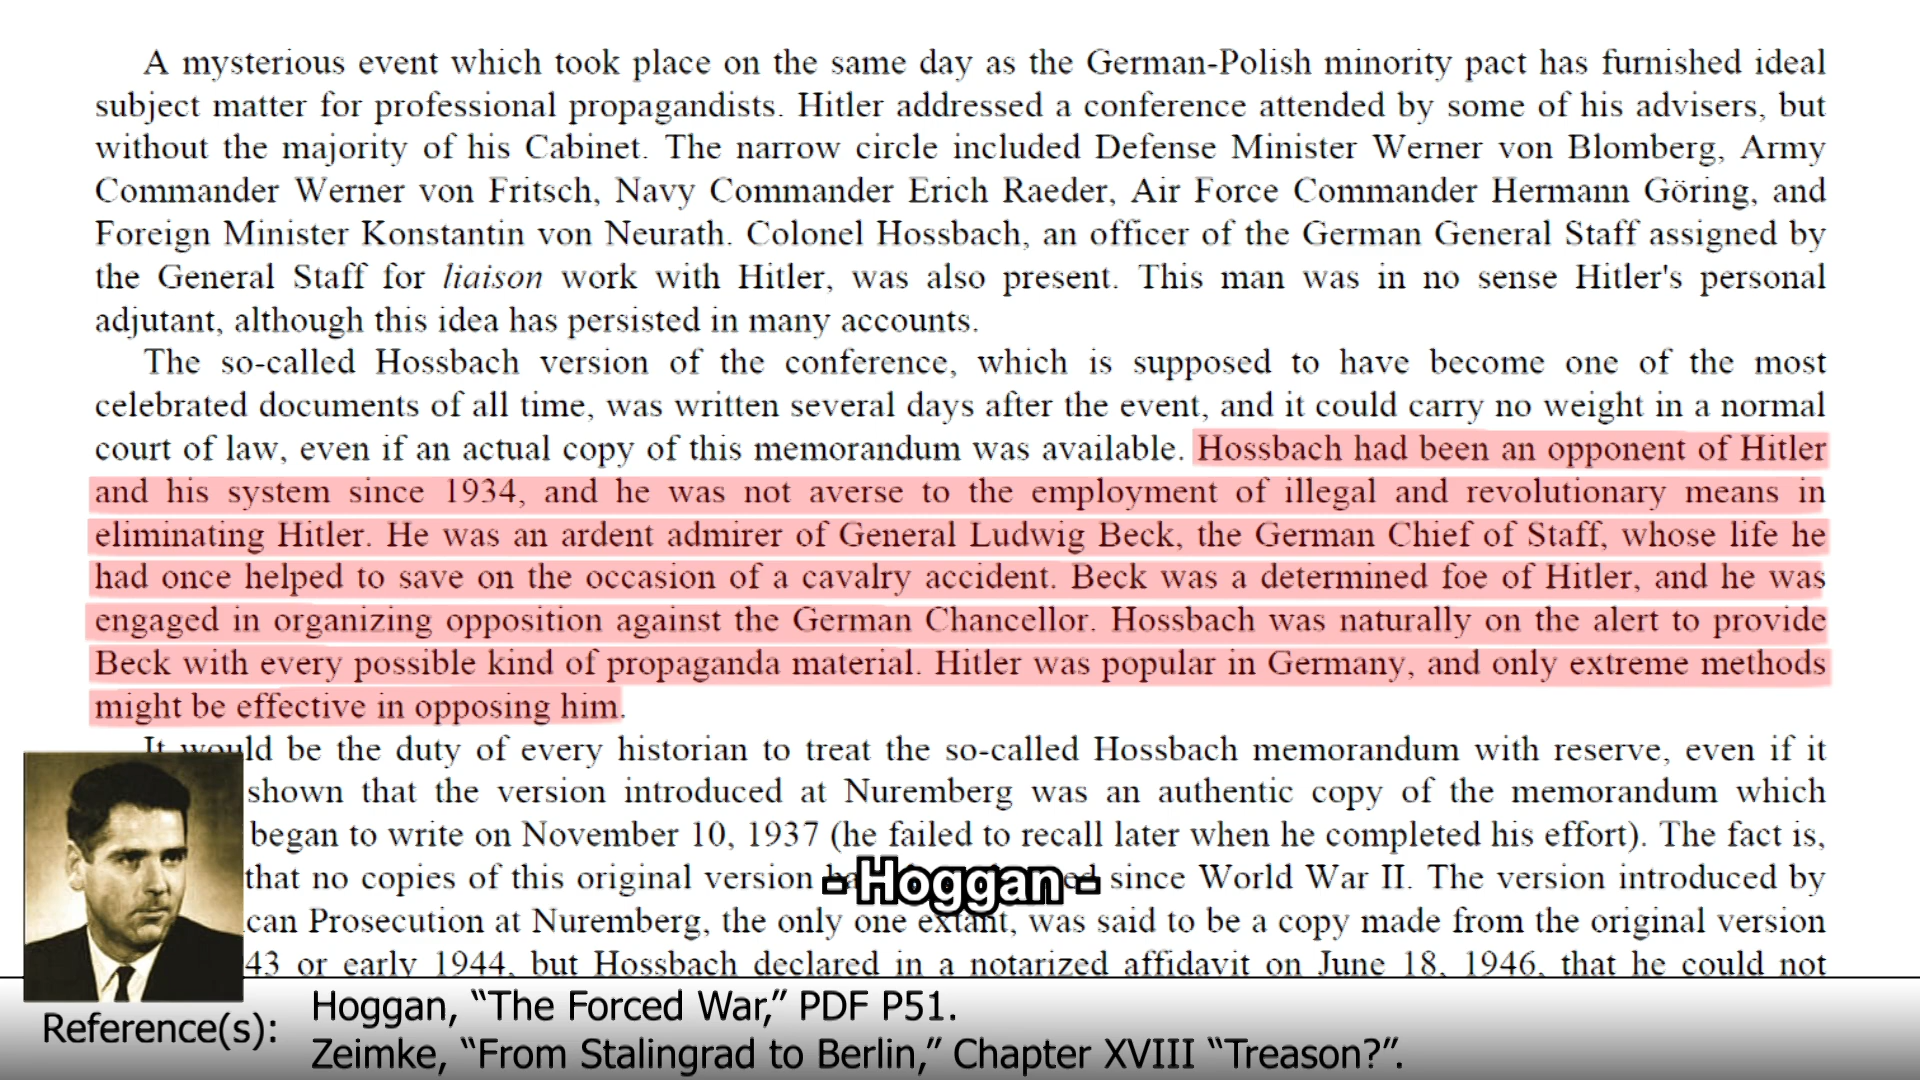 A mysterious event which took place on the same day as the German-Polish minority pact has furnished ideal
subject matter for professional propagandists. Hitler addressed a conference attended by some of his advisers, but
without the majority of his Cabinet. The narrow circle included Defense Minister Werner von Blomberg, Army
Commander Werner von Fritsch, Navy Commander Erich Raeder, Air Force Commander Hermann Göring, and
Foreign Minister Konstantin von Neurath. Colonel Hossbach, an officer of the German General Staff assigned by
the General Staff for liaison work with Hitler, was also present. This man was in no sense Hitler's personal
adjutant, although this idea has persisted in many accounts.
The so-called Hossbach version of the conference, which is supposed to have become one of the most
celebrated documents of all time, was written several days after the event, and it could carry no weight in a normal
court of law, even if an actual copy of this memorandum was available. Hossbach had been an opponent of Hitler
and his system since 1934, and he was not averse to the employment of illegal and revolutionary means in
eliminating Hitler. He was an ardent admirer of General Ludwig Beck, the German Chief of Staff, whose life he
had once helped to save on the occasion of a cavalry accident. Beck was a determined foe of Hitler, and he was
engaged in organizing opposition against the German Chancellor. Hossbach was naturally on the alert to provide
Beck with every possible kind of propaganda material. Hitler was popular in Germany, and only extreme methods
might be effective in opposing him.
It would be the duty of every historian to treat the so-called Hossbach memorandum with reserve, even if it
shown that the version introduced at Nuremberg was an authentic copy of the memorandum which
began to write on November 10, 1937 (he failed to recall later when he completed his effort). The fact is,
that no copies of this original version since World War II. The version introduced by
can Prosecution at Nuremberg, the only one extant, was said to be a copy made from the original version
43 or early 1944, but Hossbach declared in a notarized affidavit on June 18, 1946, that he could not
- Hoggan -
Reference(s):
Hoggan, “The Forced War,” PDF P51.
Zeimke, “From Stalingrad to Berlin,” Chapter XVIII “Treason?”.